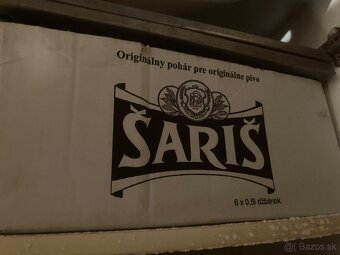 Originálny pohár pre originálne pivo
ŠARIŠ
6 x 0,5l džbánok
@( Bazos.sk